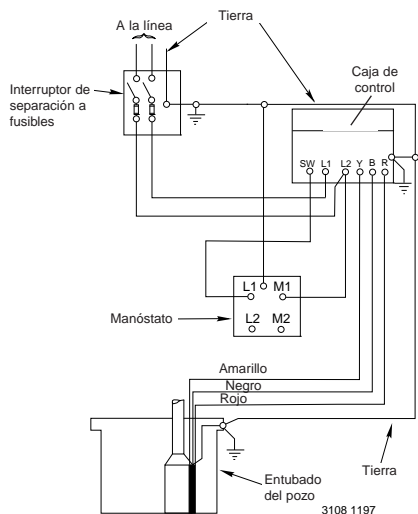 A la línea
Tierra
Interruptor de
separación a
fusibles
Caja de
control
SW L1 L2 Y B R
L1 M1
Manóstato
L2 M2
Amarillo
Negro
Rojo
Entubado
del pozo
Tierra
3108 1197